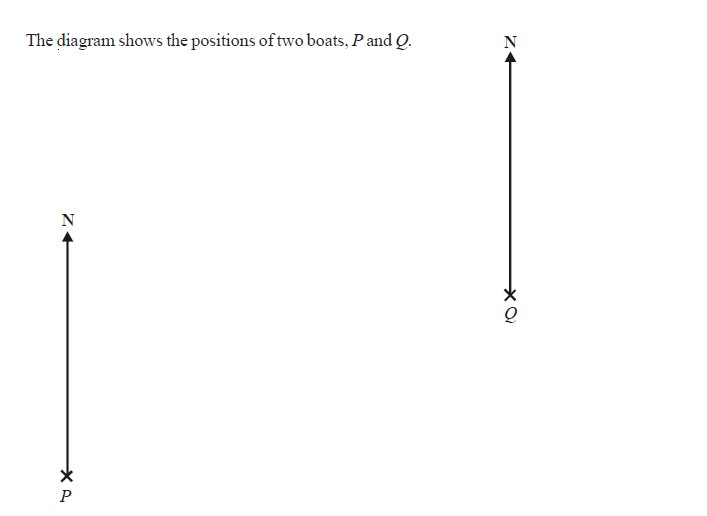 The diagram shows the positions of two boats, P and Q.
N
N
Q
P